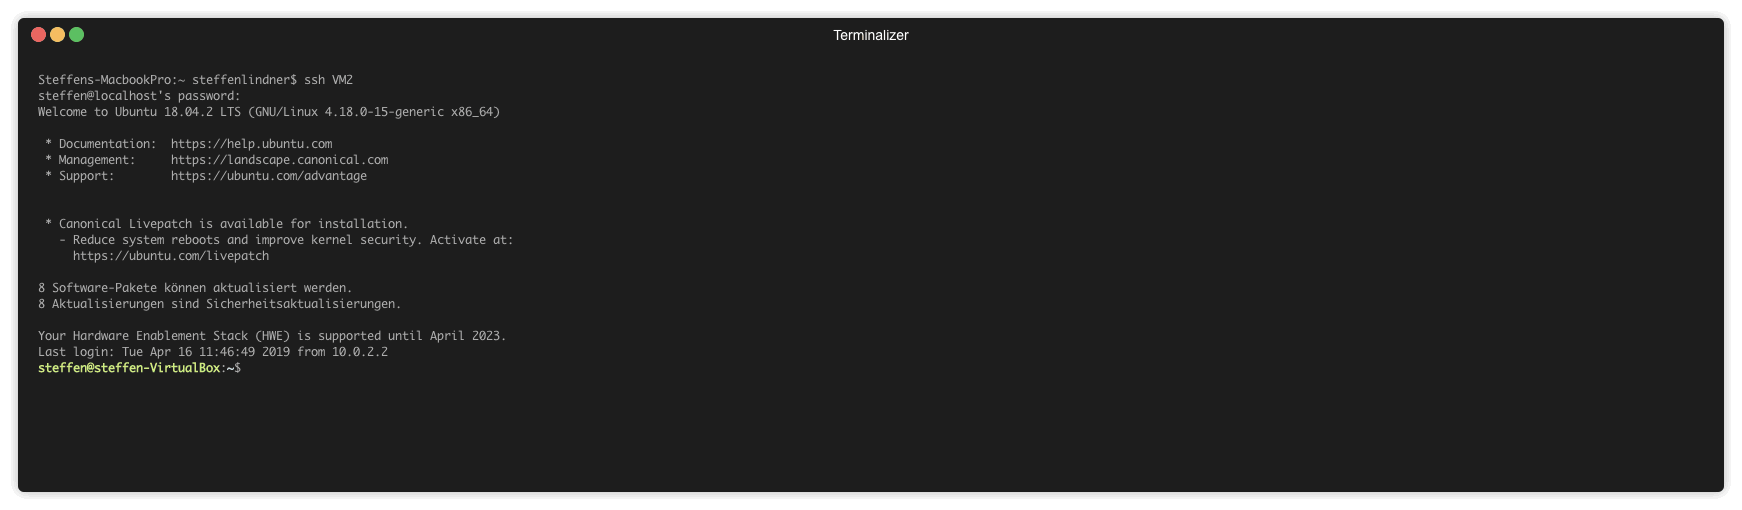 Terminalizer
Steffens-MacbookPro:~ steffenlindner$ ssh VM2
steffen@localhost's password:
Welcome to Ubuntu 18.04.2 LTS (GNU/Linux 4.18.0-15-generic x86_64)
* Documentation:  https://help.ubuntu.com
* Management:     https://landscape.canonical.com
* Support:        https://ubuntu.com/advantage
* Canonical Livepatch is available for installation.
- Reduce system reboots and improve kernel security. Activate at:
https://ubuntu.com/livepatch
8 Software-Pakete können aktualisiert werden.
8 Aktualisierungen sind Sicherheitsaktualisierungen.
Your Hardware Enablement Stack (HWE) is supported until April 2023.
Last login: Tue Apr 16 11:46:49 2019 from 10.0.2.2
steffen@steffen-VirtualBox:~$